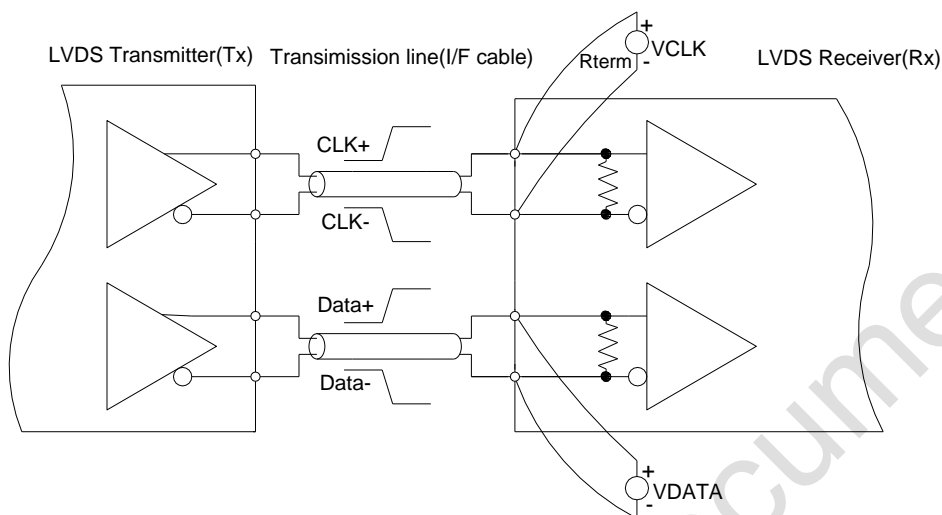 LVDS Transmitter(Tx)
Transimission line(I/F cable)
+
VCLK
Rterm
-
LVDS Receiver(Rx)
CLK+
CLK-
Data+
Data-
+
VDATA
-